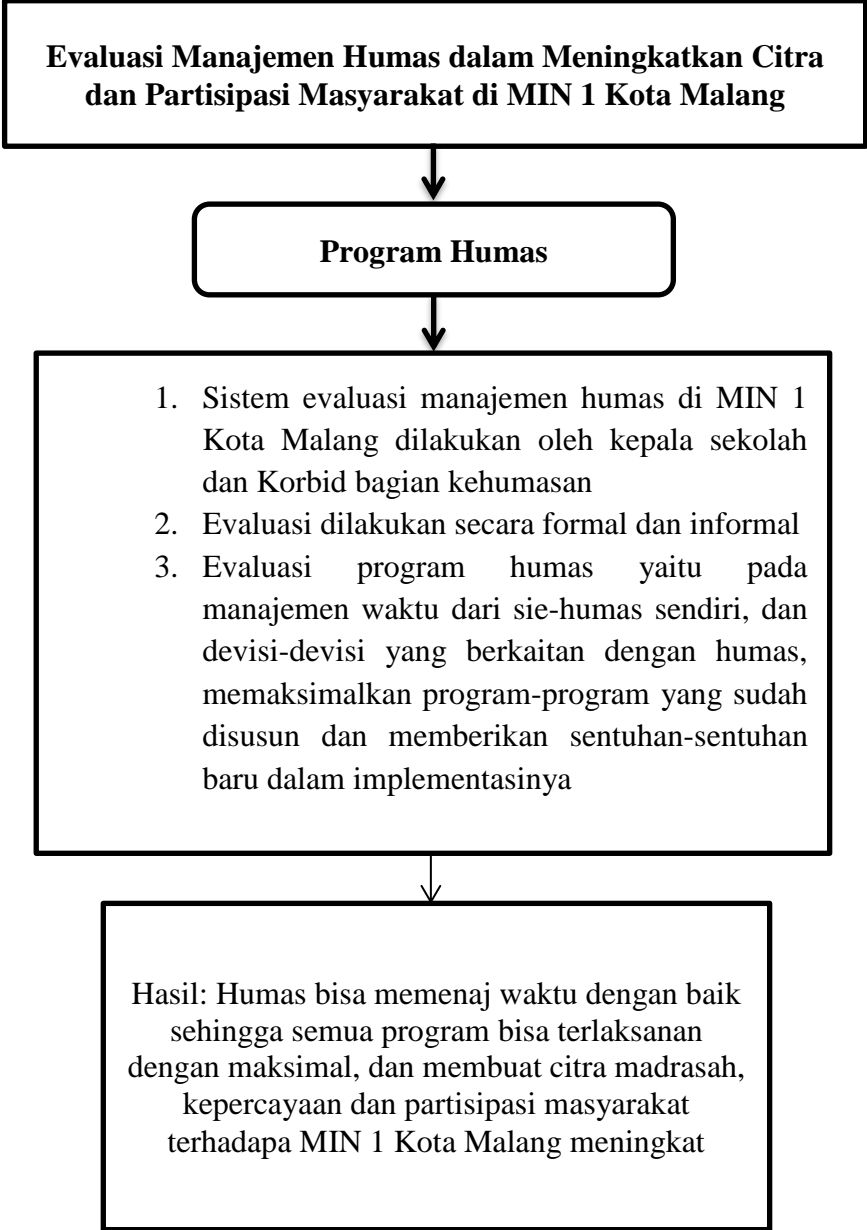 Evaluasi Manajemen Humas dalam Meningkatkan Citra
dan Partisipasi Masyarakat di MIN 1 Kota Malang
Program Humas
1. Sistem evaluasi manajemen humas di MIN 1
Kota Malang dilakukan oleh kepala sekolah
dan Korbid bagian kehumasan
2. Evaluasi dilakukan secara formal dan informal
3. Evaluasi program humas yaitu pada
manajemen waktu dari sie-humas sendiri, dan
devisi-devisi yang berkaitan dengan humas,
memaksimalkan program-program yang sudah
disusun dan memberikan sentuhan-sentuhan
baru dalam implementasinya
Hasil: Humas bisa memenaj waktu dengan baik
sehingga semua program bisa terlaksanan
dengan maksimal, dan membuat citra madrasah,
kepercayaan dan partisipasi masyarakat
terhadapa MIN 1 Kota Malang meningkat